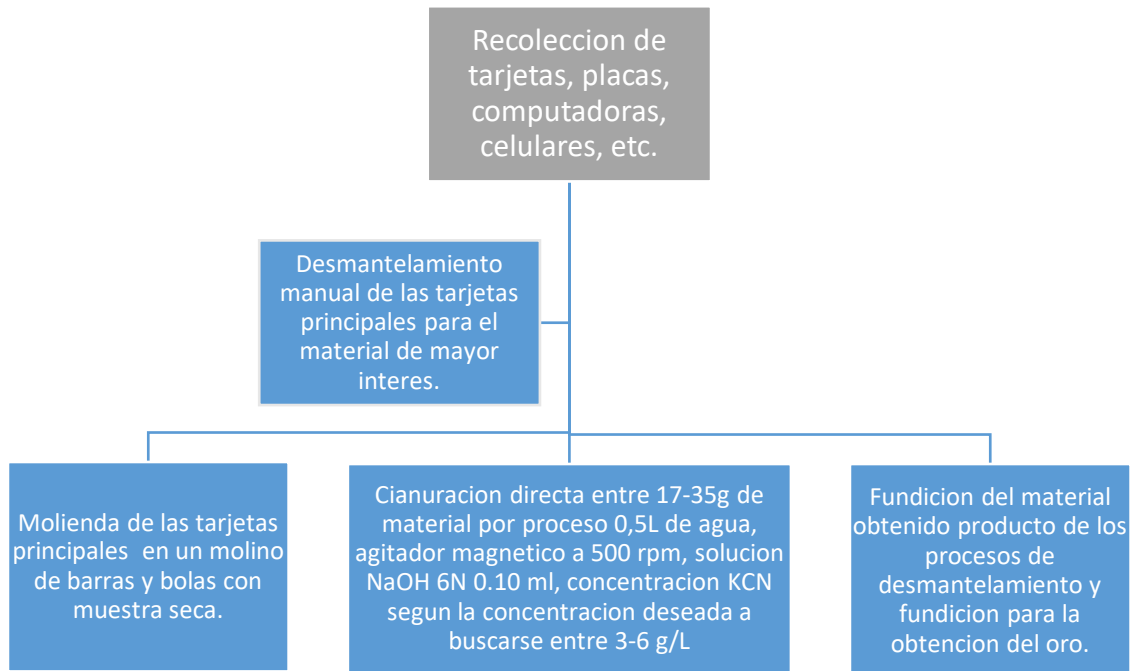 Recoleccion de
tarjetas, placas,
computadoras,
celulares, etc.
Desmantelamiento
manual de las tarjetas
principales para el
material de mayor
interes.
Molienda de las tarjetas
principales en un molino
de barras y bolas con
muestra seca.
Cianuracion directa entre 17-35g de
material por proceso 0,5L de agua,
agitador magnetico a 500 rpm, solucion
NaOH 6N 0.10 ml, concentracion KCN
segun la concentracion deseada a
buscarse entre 3-6 g/L
Fundicion del material
obtenido producto de los
procesos de
desmantelamiento y
fundicion para la
obtencion del oro.